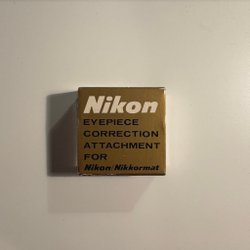 Nikon
EYEPIECE
CORRECTION
ATTACHMENT
FOR
Nikon Nikkormat